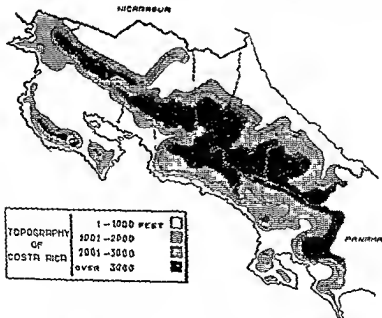 NICARAGUA
PANAMA
TOPOGRAPHY
OF
COSTA RICA
1-1000 FEET
1001-2000
2001-3000
OVER 3000